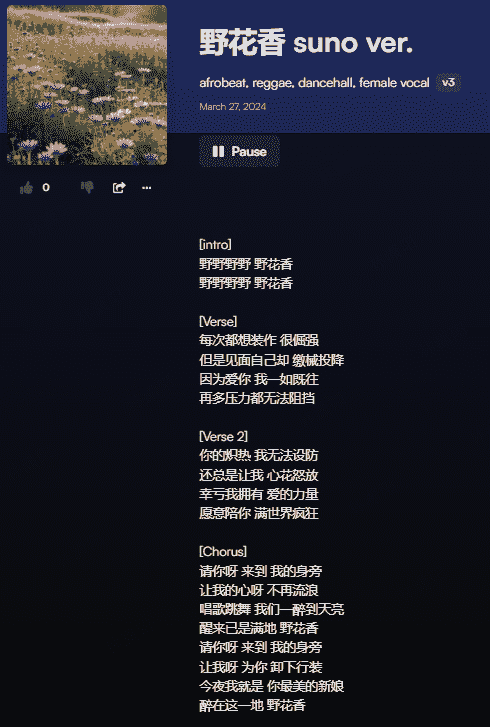 野花香 suno ver.
afrobeat, reggae, dancehall, female vocal v3
March 27, 2024
Pause
0
[intro]
野野野野 野花香
野野野野 野花香
[Verse]
每次都想装作 很倔强
但是见面自己却 缴械投降
因为爱你 我一如既往
再多压力都无法阻挡
[Verse 2]
你的炽热 我无法设防
还总是让我 心花怒放
幸亏我拥有 爱的力量
愿意陪你 满世界疯狂
[Chorus]
请你呀 来到 我的身旁
让我的心呀 不再流浪
唱歌跳舞 我们一醉到天亮
醒来已是满地 野花香
请你呀 来到 我的身旁
让我呀 为你 卸下行装
今夜我就是 你最美的新娘
醉在这一地 野花香